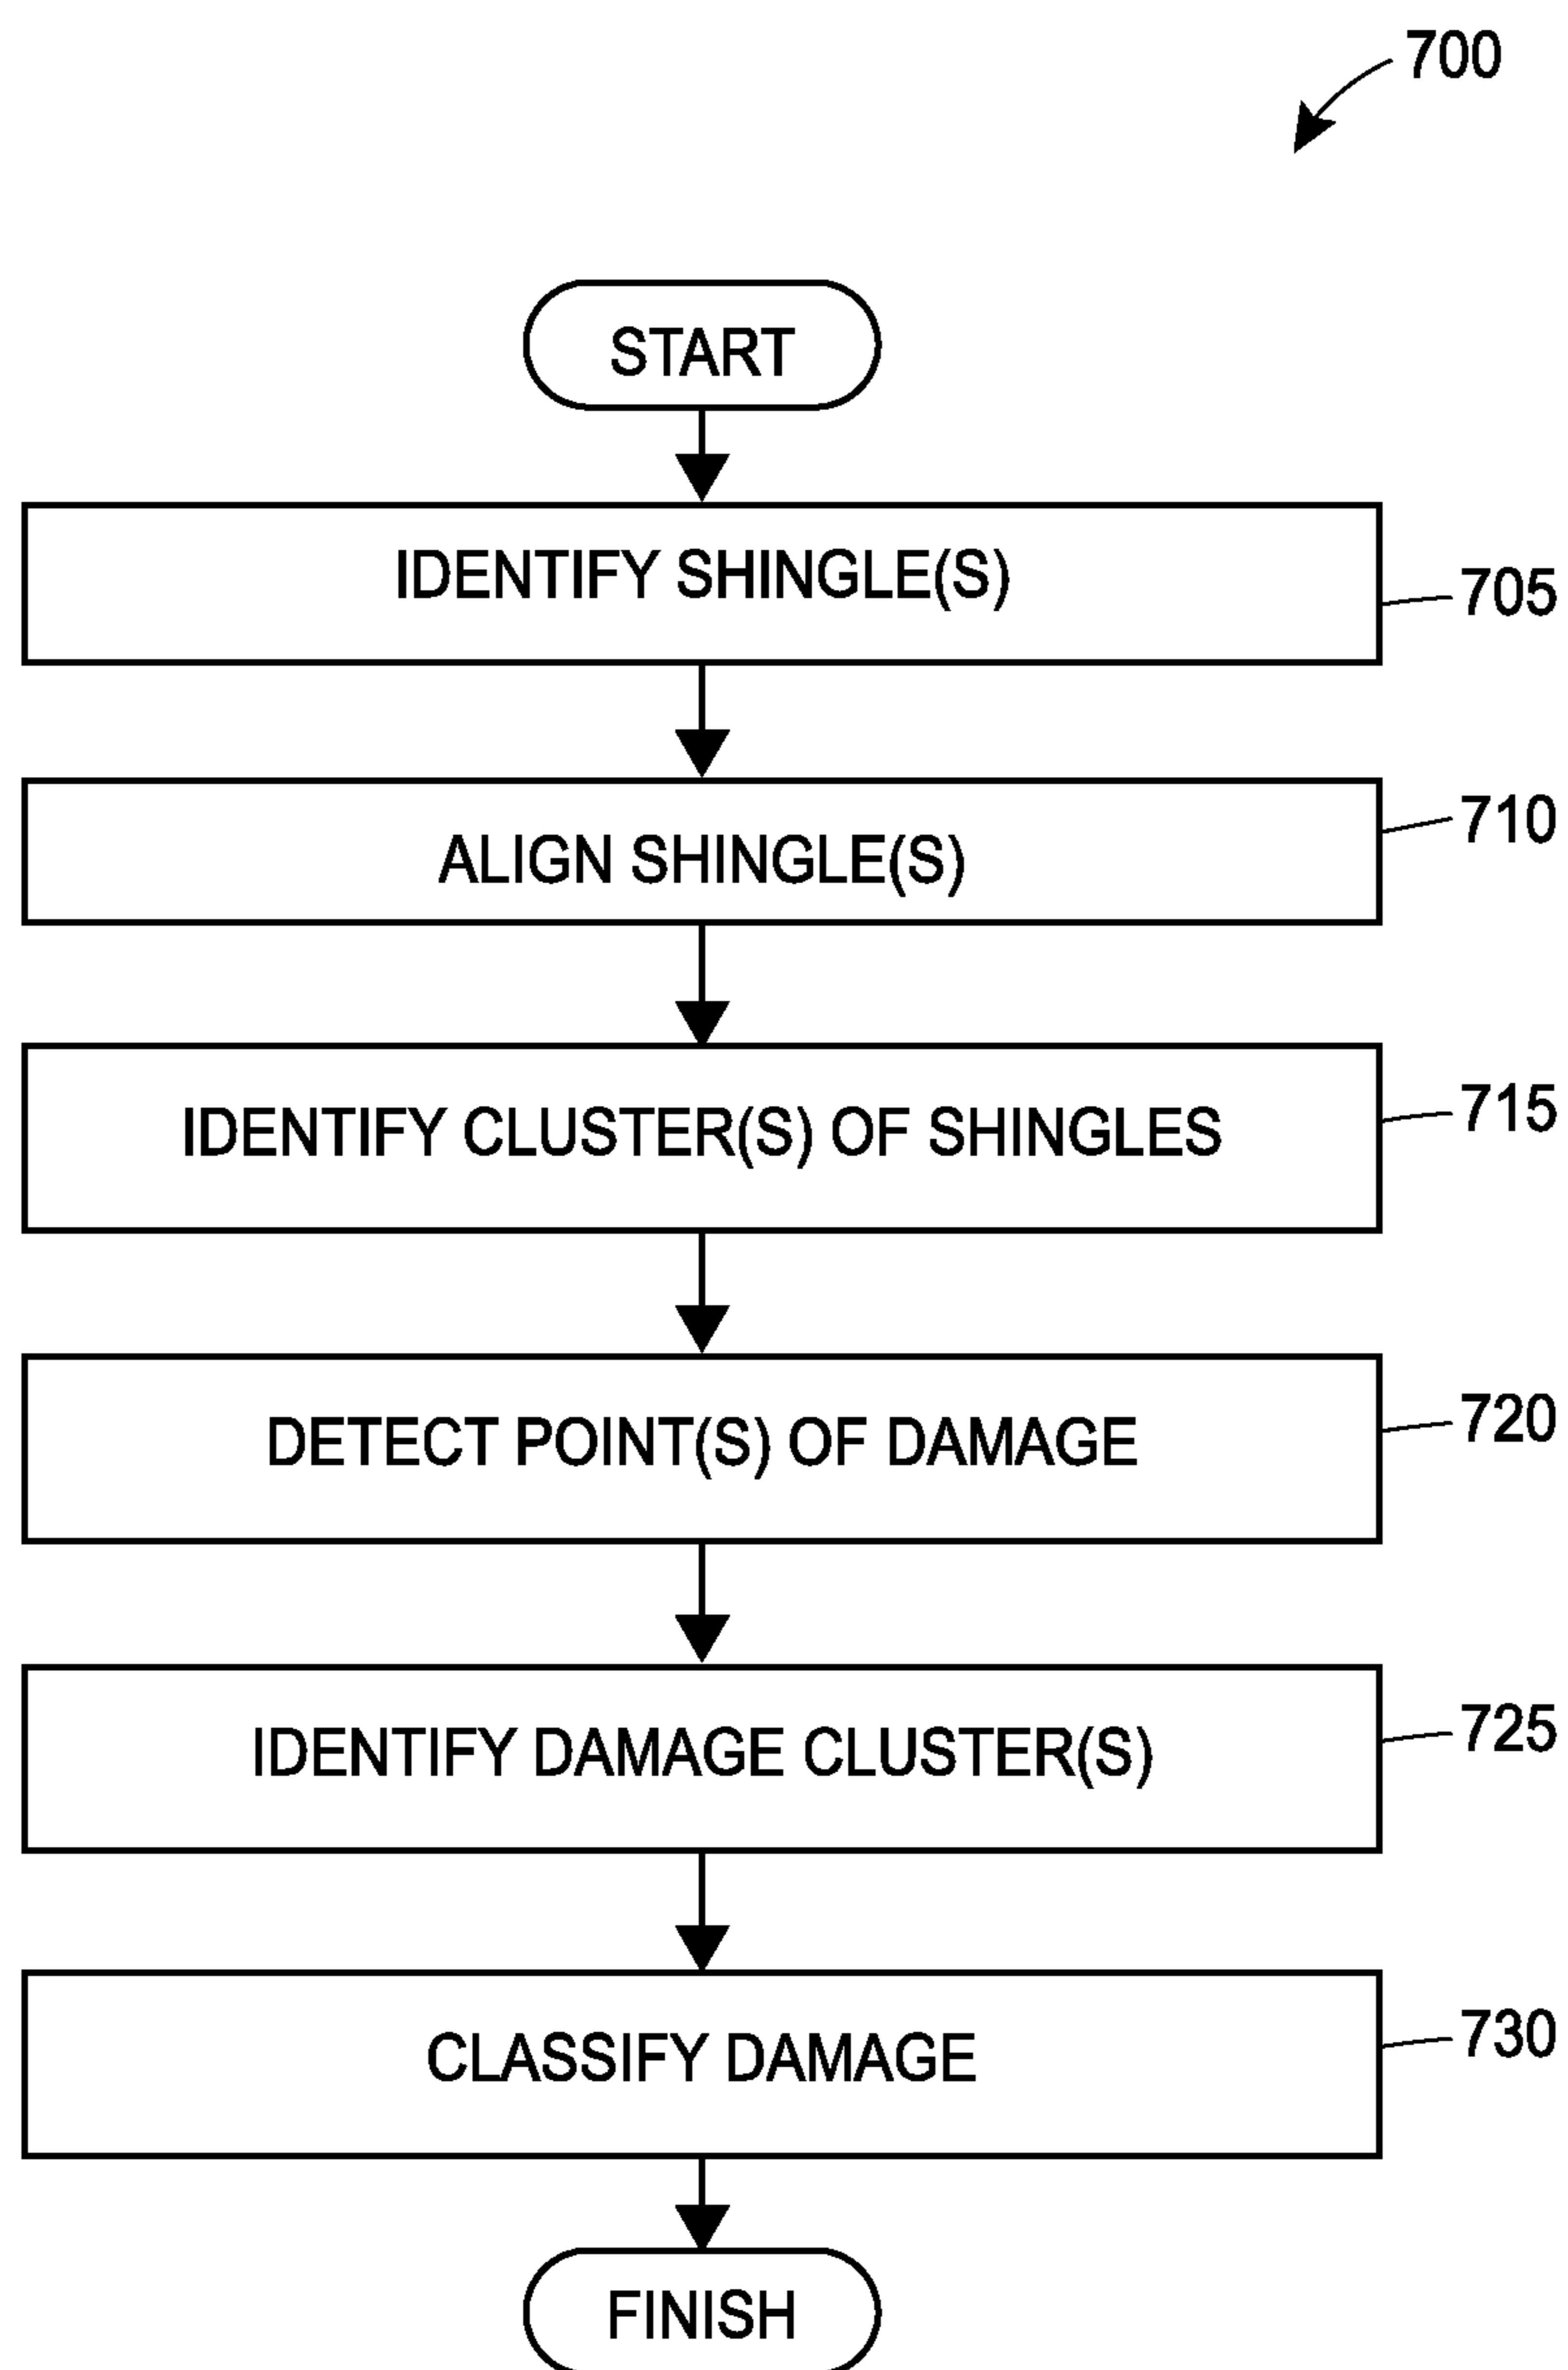 700
START
IDENTIFY SHINGLE(S)
705
ALIGN SHINGLE(S)
710
IDENTIFY CLUSTER(S) OF SHINGLES
715
DETECT POINT(S) OF DAMAGE
720
IDENTIFY DAMAGE CLUSTER(S)
725
CLASSIFY DAMAGE
730
FINISH